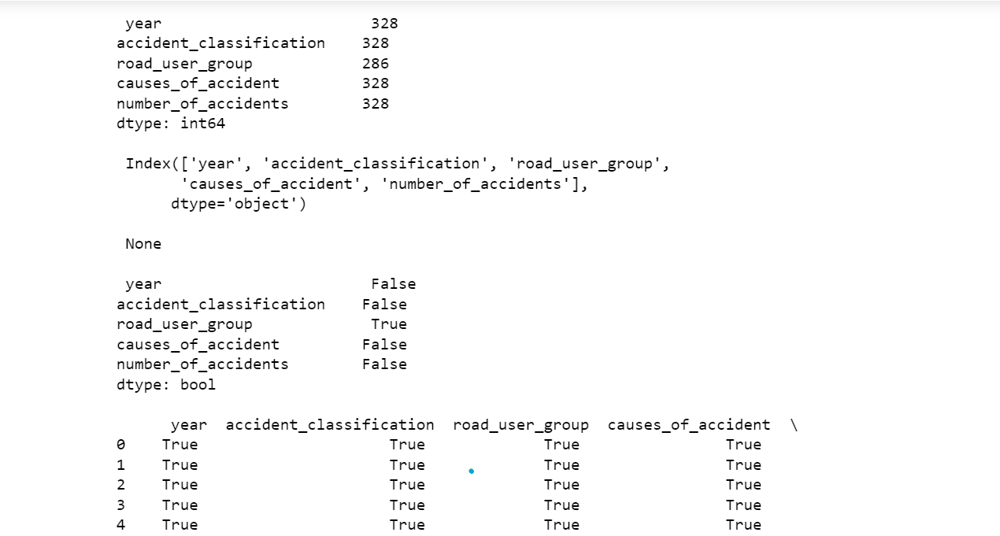 year 328
accident_classification 328
road_user_group 286
causes_of_accident 328
number_of_accidents 328
dtype: int64
Index(['year', 'accident_classification', 'road_user_group',
'causes_of_accident', 'number_of_accidents'],
dtype='object')
None
year False
accident_classification False
road_user_group True
causes_of_accident False
number_of_accidents False
dtype: bool
year accident_classification road_user_group causes_of_accident \
0 True True True True
1 True True True True
2 True True True True
3 True True True True
4 True True True True